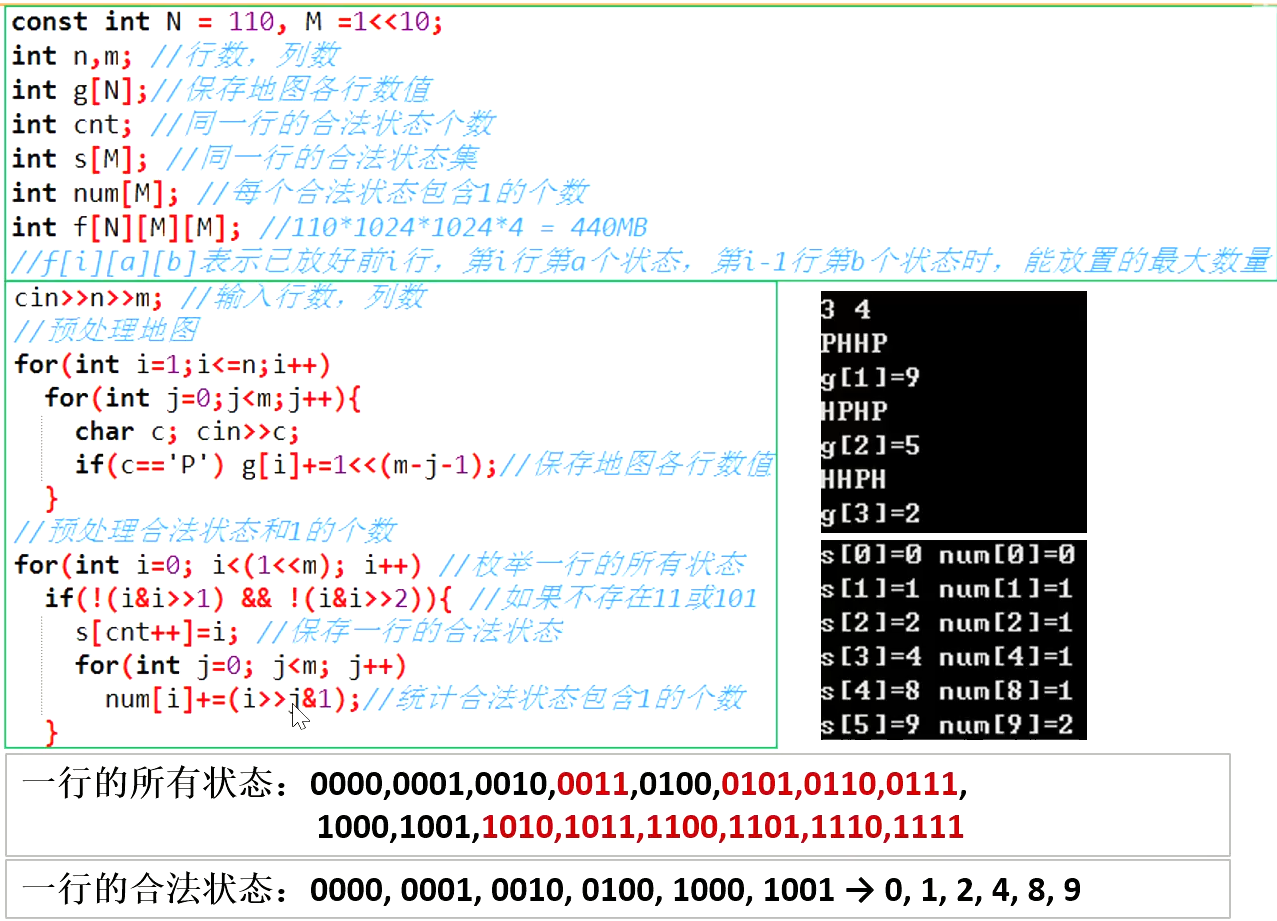 const int N = 110, M =1<<10;
int n,m; //行数，列数
int g[N];//保存地图各行数值
int cnt; //同一行的合法状态个数
int s[M]; //同一行的合法状态集
int num[M]; //每个合法状态包含1的个数
int f[N][M][M]; //110*1024*1024*4 = 440MB
//f[i][a][b]表示已放好前i行，第i行第a个状态，第i-1行第b个状态时，能放置的最大数量
cin>>n>>m; //输入行数，列数
//预处理地图
for(int i=1;i<=n;i++)
for(int j=0;j<m;j++){
char c; cin>>c;
if(c=='P') g[i]+=1<<(m-j-1);//保存地图各行数值
}
//预处理合法状态和1的个数
for(int i=0; i<(1<<m); i++) //枚举一行的所有状态
if(!(i&i>>1) && !(i&i>>2)){ //如果不存在11或101
s[cnt++]=i; //保存一行的合法状态
for(int j=0; j<m; j++)
num[i]+=(i>>j&1);//统计合法状态包含1的个数
}
3 4
PHHP
g[1]=9
HPHP
g[2]=5
HHPH
g[3]=2
s[0]=0 num[0]=0
s[1]=1 num[1]=1
s[2]=2 num[2]=1
s[3]=4 num[4]=1
s[4]=8 num[8]=1
s[5]=9 num[9]=2
一行的所有状态：0000,0001,0010,0011,0100,0101,0110,0111,
1000,1001,1010,1011,1100,1101,1110,1111
一行的合法状态：0000, 0001, 0010, 0100, 1000, 1001 → 0, 1, 2, 4, 8, 9